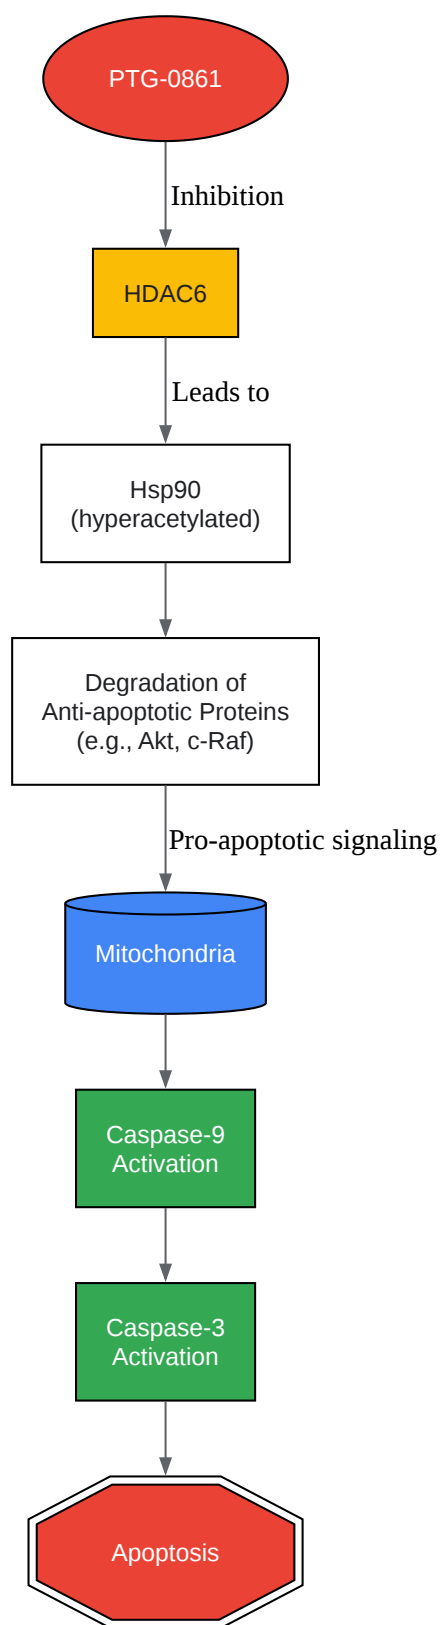 PTG-0861
Inhibition
HDAC6
Leads to
Hsp90
(hyperacetylated)
Degradation of
Anti-apoptotic Proteins
(e.g., Akt, c-Raf)
Pro-apoptotic signaling
Mitochondria
Caspase-9
Activation
Caspase-3
Activation
Apoptosis